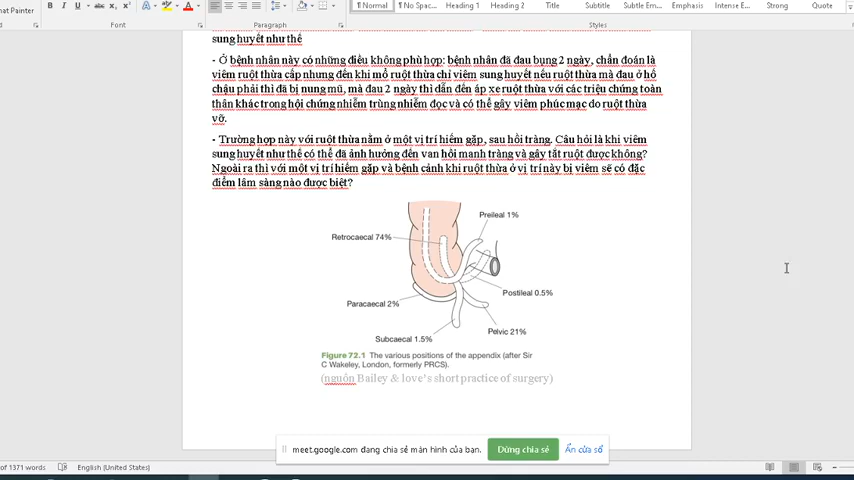 mat Painter
B I U abc X₂ X² A
Font
Paragraph
¶ Normal ¶ No Spac... Heading 1 Heading 2 Title Subtitle Subtle Em... Emphasis Intense E... Strong Quote
Styles
sung huyết như thế
- Ở bệnh nhân này có những điều không phù hợp: bệnh nhân đã đau bụng 2 ngày, chẩn đoán là
viêm ruột thừa cấp nhưng đến khi mổ ruột thừa chỉ viêm sung huyết nếu ruột thừa mà đau ở hố
chậu phải thì đã bị nung mũ, mà đau 2 ngày thì dẫn đến áp xe ruột thừa với các triệu chứng toàn
thân khác trong hội chứng nhiễm trùng nhiễm đọc và có thể gây viêm phúc mạc do ruột thừa
vỡ.
- Trường hợp này với ruột thừa nằm ở một vị trí hiếm gặp, sau hồi tràng. Câu hỏi là khi viêm
sung huyết như thế có thể đã ảnh hưởng đến van hồi manh tràng và gây tắt ruột được không?
Ngoài ra thì với một vị trí hiếm gặp và bệnh cảnh khi ruột thừa ở vị trí này bị viêm sẽ có đặc
điểm lâm sàng nào được biệt?
Preileal 1%
Retrocaecal 74%
Postileal 0.5%
Paracaecal 2%
Pelvic 21%
Subcaecal 1.5%
Figure 72.1 The various positions of the appendix (after Sir
C Wakeley, London, formerly PRCS).
(nguồn Bailey & love's short practice of surgery)
meet.google.com đang chia sẻ màn hình của bạn. Dừng chia sẻ Ẩn cửa sổ
of 1371 words English (United States)